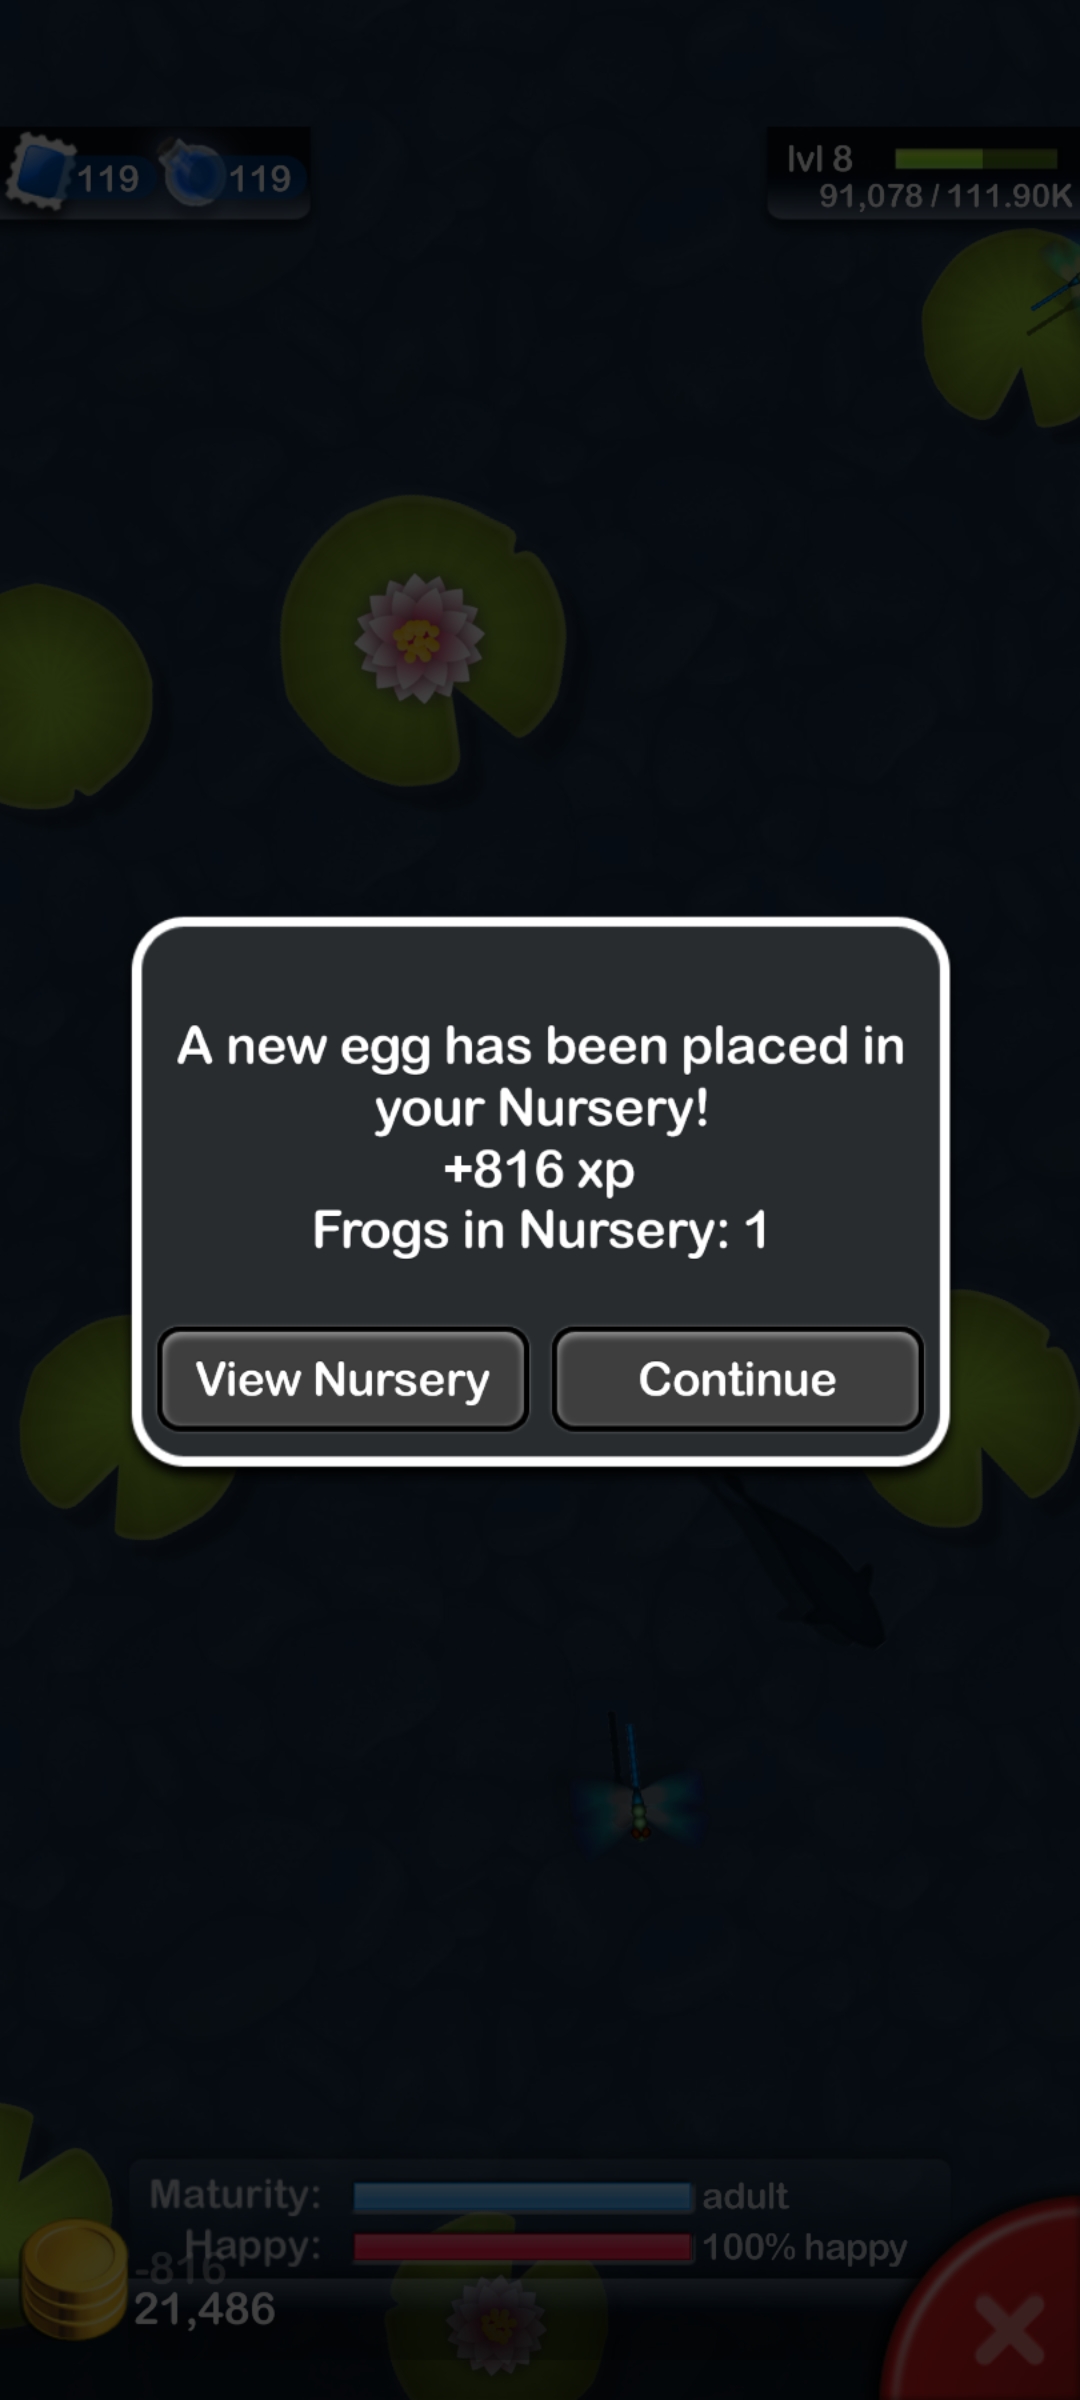 119 119
lvl 8
91,078 / 111.90K
A new egg has been placed in
your Nursery!
+816 xp
Frogs in Nursery: 1
View Nursery Continue
Maturity: adult
Happy: 100% happy
-816
21,486